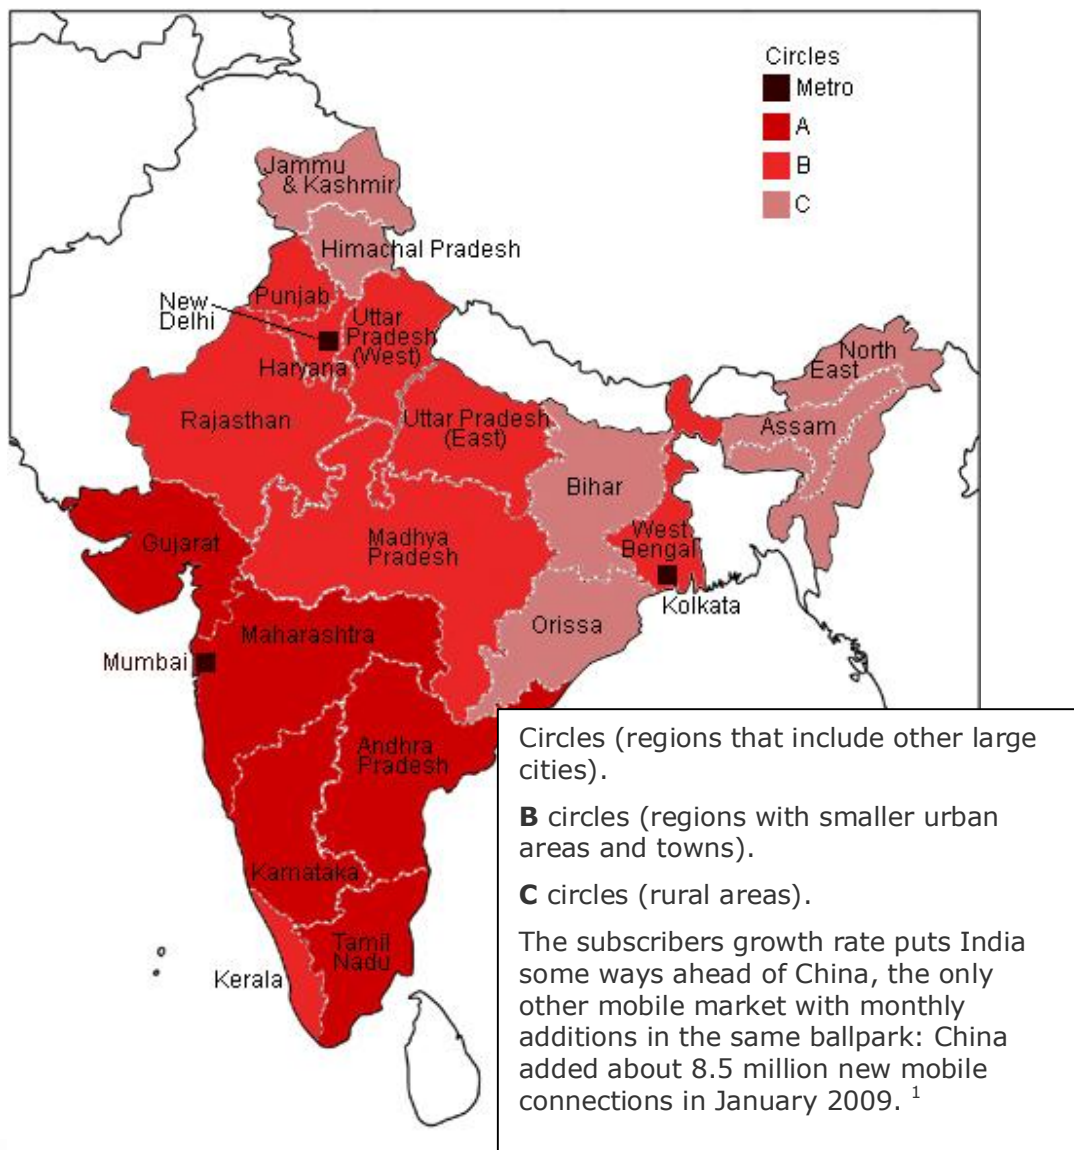 Circles
Metro
A
B
C
Jammu
& Kashmir
Himachal Pradesh
Punjab
New
Delhi
Uttar
Pradesh
(West)
Haryana
Rajasthan
Uttar Pradesh
(East)
North
East
Assam
Bihar
Gujarat
Madhya
Pradesh
West
Bengal
Kolkata
Orissa
Maharashtra
Mumbai
Andhra
Pradesh
Karnataka
Tamil
Nadu
Kerala
Circles (regions that include other large
cities).
B circles (regions with smaller urban
areas and towns).
C circles (rural areas).
The subscribers growth rate puts India
some ways ahead of China, the only
other mobile market with monthly
additions in the same ballpark: China
added about 8.5 million new mobile
connections in January 2009. 1